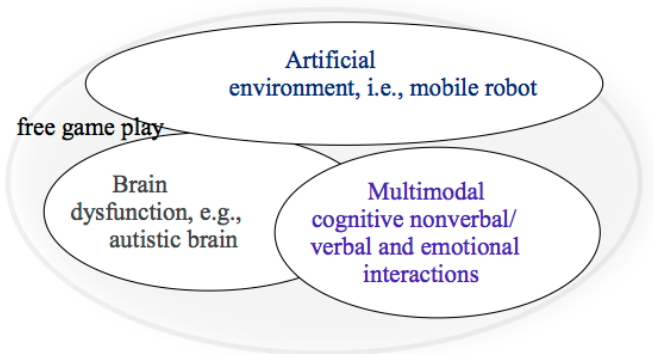 Artificial
environment, i.e., mobile robot
free game play
Brain
dysfunction, e.g.,
autistic brain
Multimodal
cognitive nonverbal/
verbal and emotional
interactions